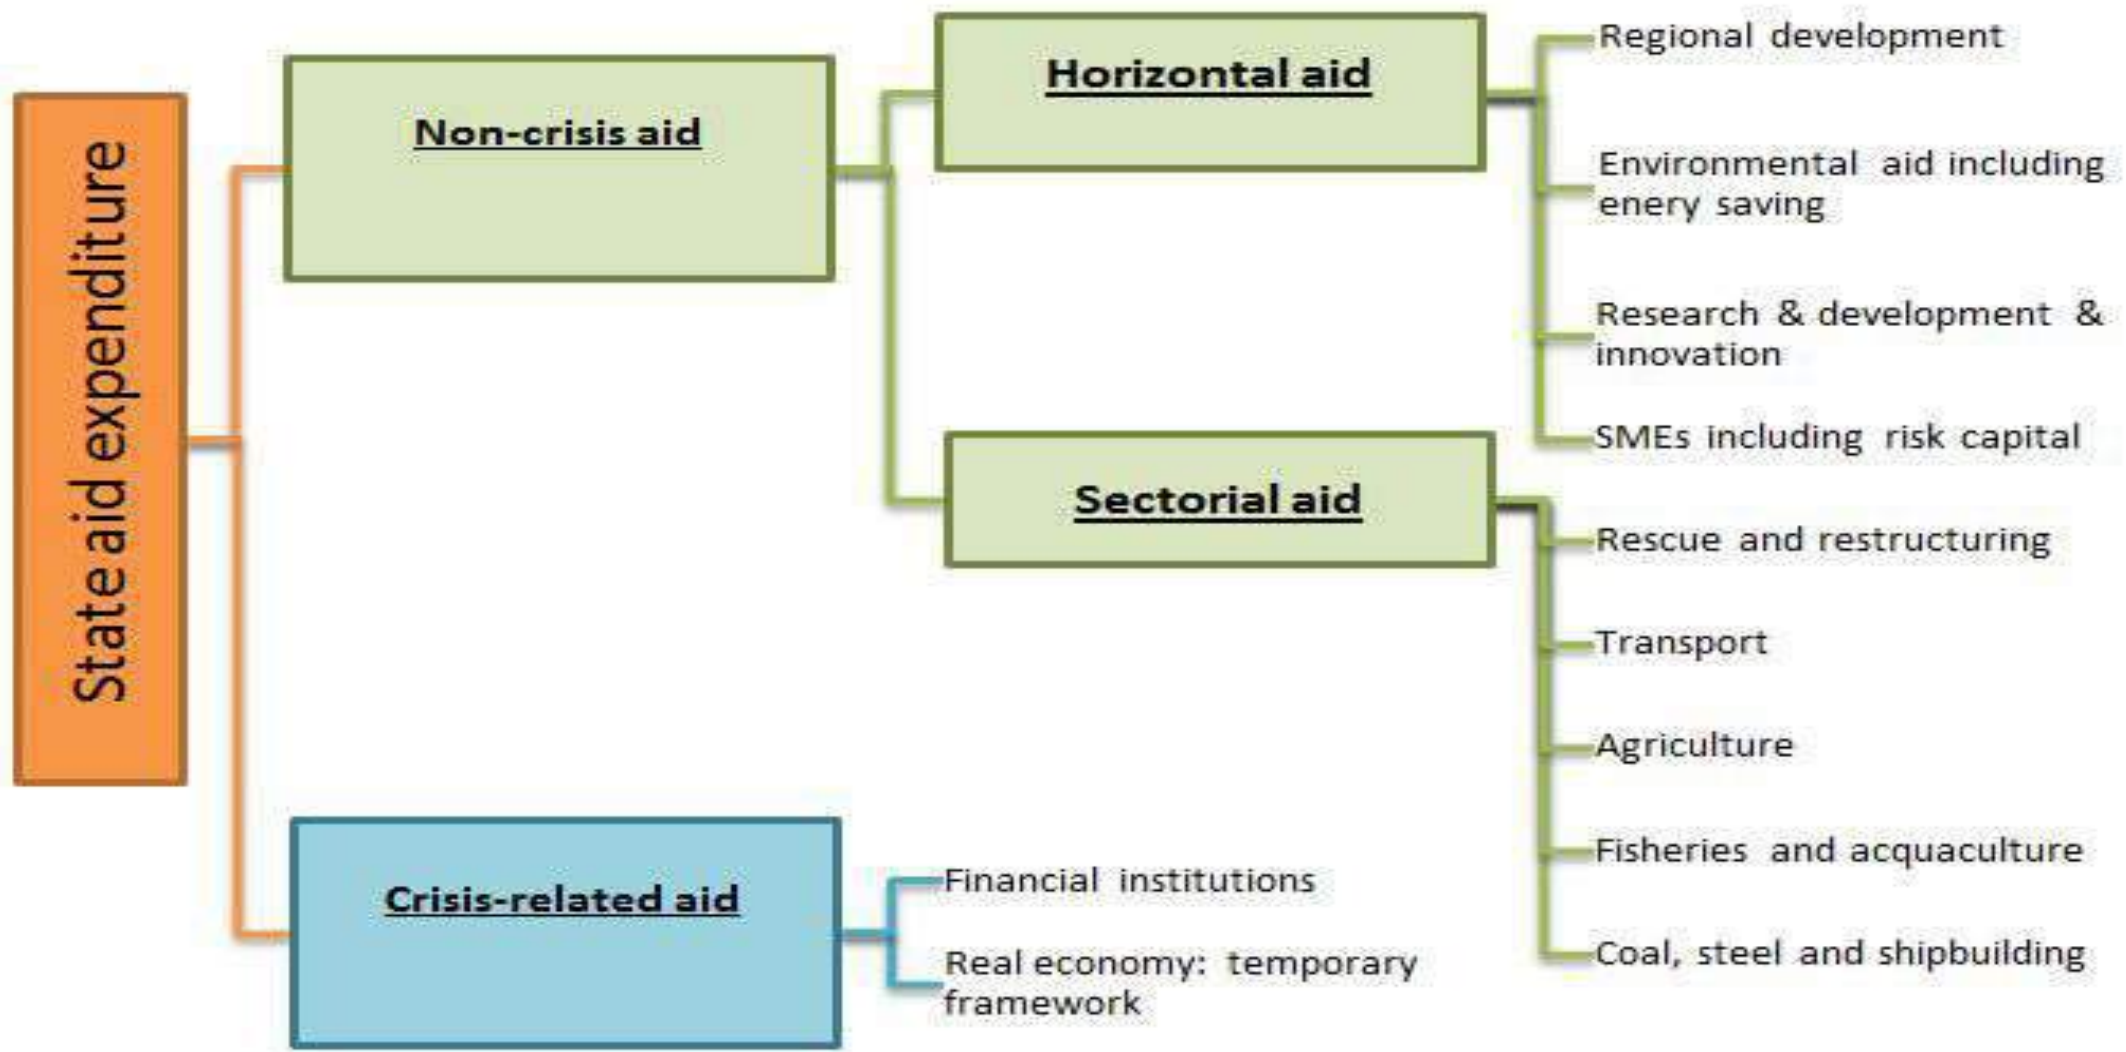 State aid expenditure
Non-crisis aid
Horizontal aid
Regional development
Environmental aid including
enery saving
Research & development &
innovation
SMEs including risk capital
Sectorial aid
Rescue and restructuring
Transport
Agriculture
Fisheries and acquaculture
Coal, steel and shipbuilding
Crisis-related aid
Financial institutions
Real economy: temporary
framework